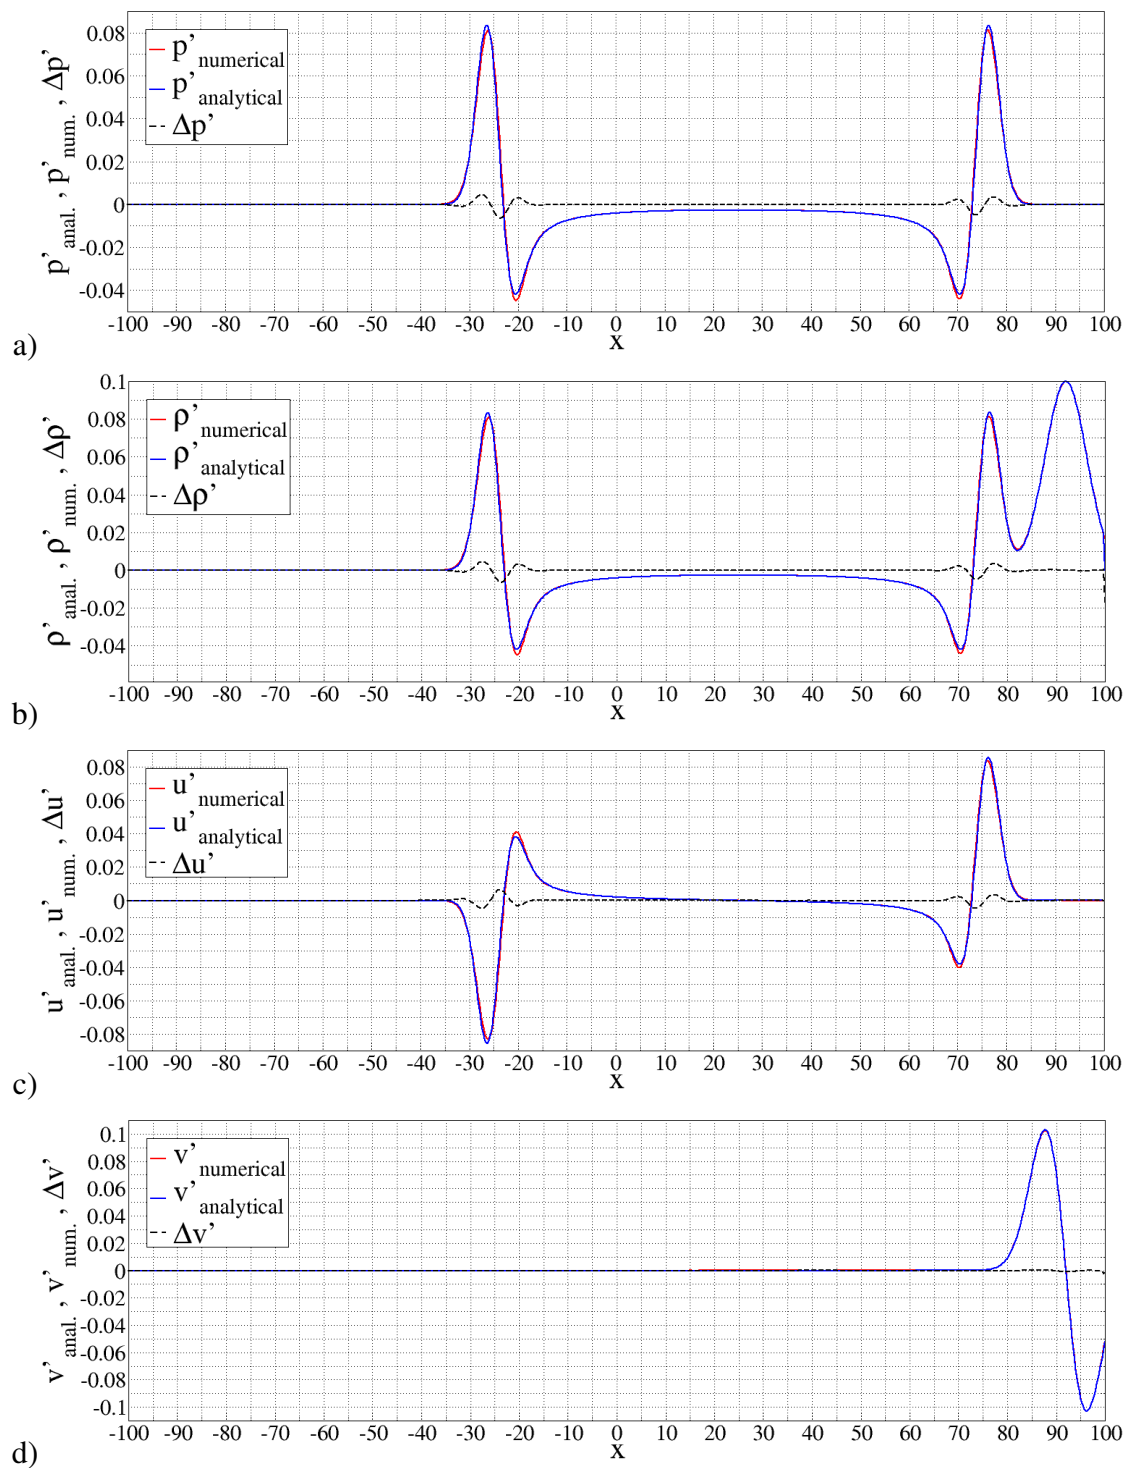 p'anal. , p'num. , Δp'
0.08
0.06
0.04
0.02
0
-0.02
-0.04
p'numerical
p'analytical
Δp'
-100 -90 -80 -70 -60 -50 -40 -30 -20 -10 0 10 20 30 40 50 60 70 80 90 100
x
a)
ρ'anal. , ρ'num. , Δρ'
0.1
0.08
0.06
0.04
0.02
0
-0.02
-0.04
ρ'numerical
ρ'analytical
Δρ'
-100 -90 -80 -70 -60 -50 -40 -30 -20 -10 0 10 20 30 40 50 60 70 80 90 100
x
b)
u'anal. , u'num. , Δu'
0.08
0.06
0.04
0.02
0
-0.02
-0.04
-0.06
-0.08
u'numerical
u'analytical
Δu'
-100 -90 -80 -70 -60 -50 -40 -30 -20 -10 0 10 20 30 40 50 60 70 80 90 100
x
c)
v'anal. , v'num. , Δv'
0.1
0.08
0.06
0.04
0.02
0
-0.02
-0.04
-0.06
-0.08
-0.1
v'numerical
v'analytical
Δv'
-100 -90 -80 -70 -60 -50 -40 -30 -20 -10 0 10 20 30 40 50 60 70 80 90 100
x
d)